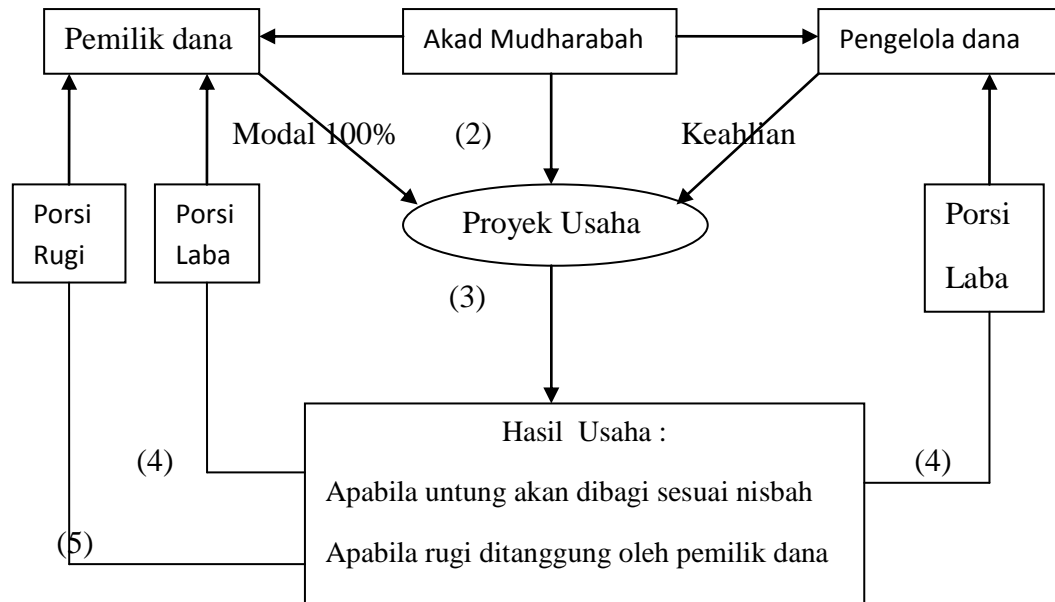 Pemilik dana
Akad Mudharabah
Pengelola dana
Modal 100%
(2)
Keahlian
Porsi
Rugi
Porsi
Laba
Proyek Usaha
Porsi
Laba
(3)
Hasil Usaha :
(4)
(4)
Apabila untung akan dibagi sesuai nisbah
(5)
Apabila rugi ditanggung oleh pemilik dana